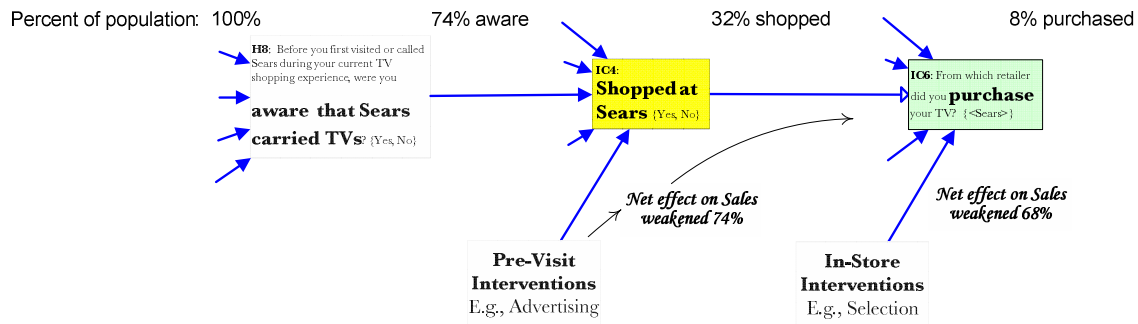 Percent of population: 100% 74% aware 32% shopped 8% purchased
H8: Before you first visited or called
Sears during your current TV
shopping experience, were you
aware that Sears
carried TVs? {Yes, No}
IC4:
Shopped at
Sears {Yes, No}
IC6: From which retailer
did you purchase
your TV? {<Sears>}
Net effect on Sales
weakened 74%
Net effect on Sales
weakened 68%
Pre-Visit
Interventions
E.g., Advertising
In-Store
Interventions
E.g., Selection